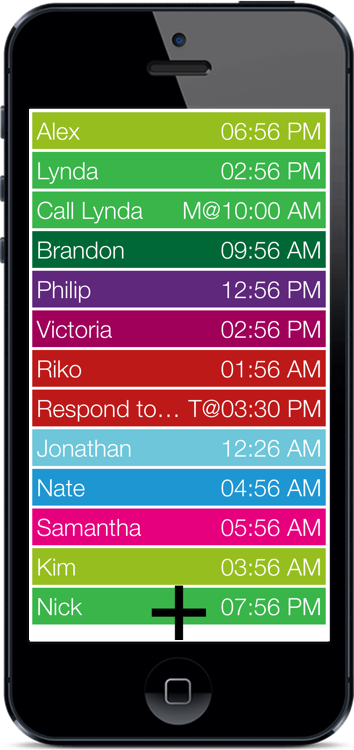 Alex 06:56 PM
Lynda 02:56 PM
Call Lynda M@10:00 AM
Brandon 09:56 AM
Philip 12:56 PM
Victoria 02:56 PM
Riko 01:56 AM
Respond to... T@03:30 PM
Jonathan 12:26 AM
Nate 04:56 AM
Samantha 05:56 AM
Kim 03:56 AM
Nick 07:56 PM